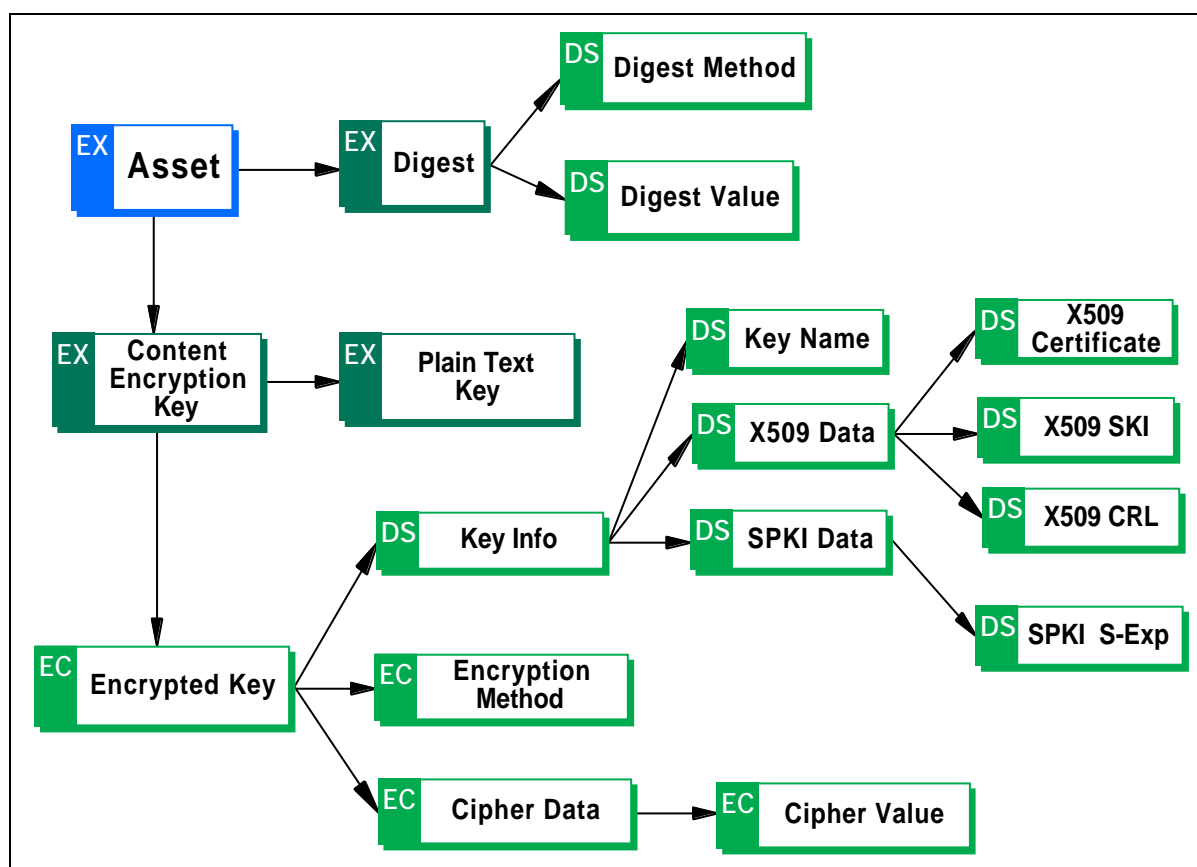 DS
Digest Method
EX
Asset
EX
Digest
DS
Digest Value
EX
Content
Encryption
Key
EX
Plain Text
Key
DS
Key Name
DS
X509
Certificate
DS
X509 Data
DS
X509 SKI
DS
X509 CRL
DS
Key Info
DS
SPKI Data
DS
SPKI S-Exp
EC
Encrypted Key
EC
Encryption
Method
EC
Cipher Data
EC
Cipher Value